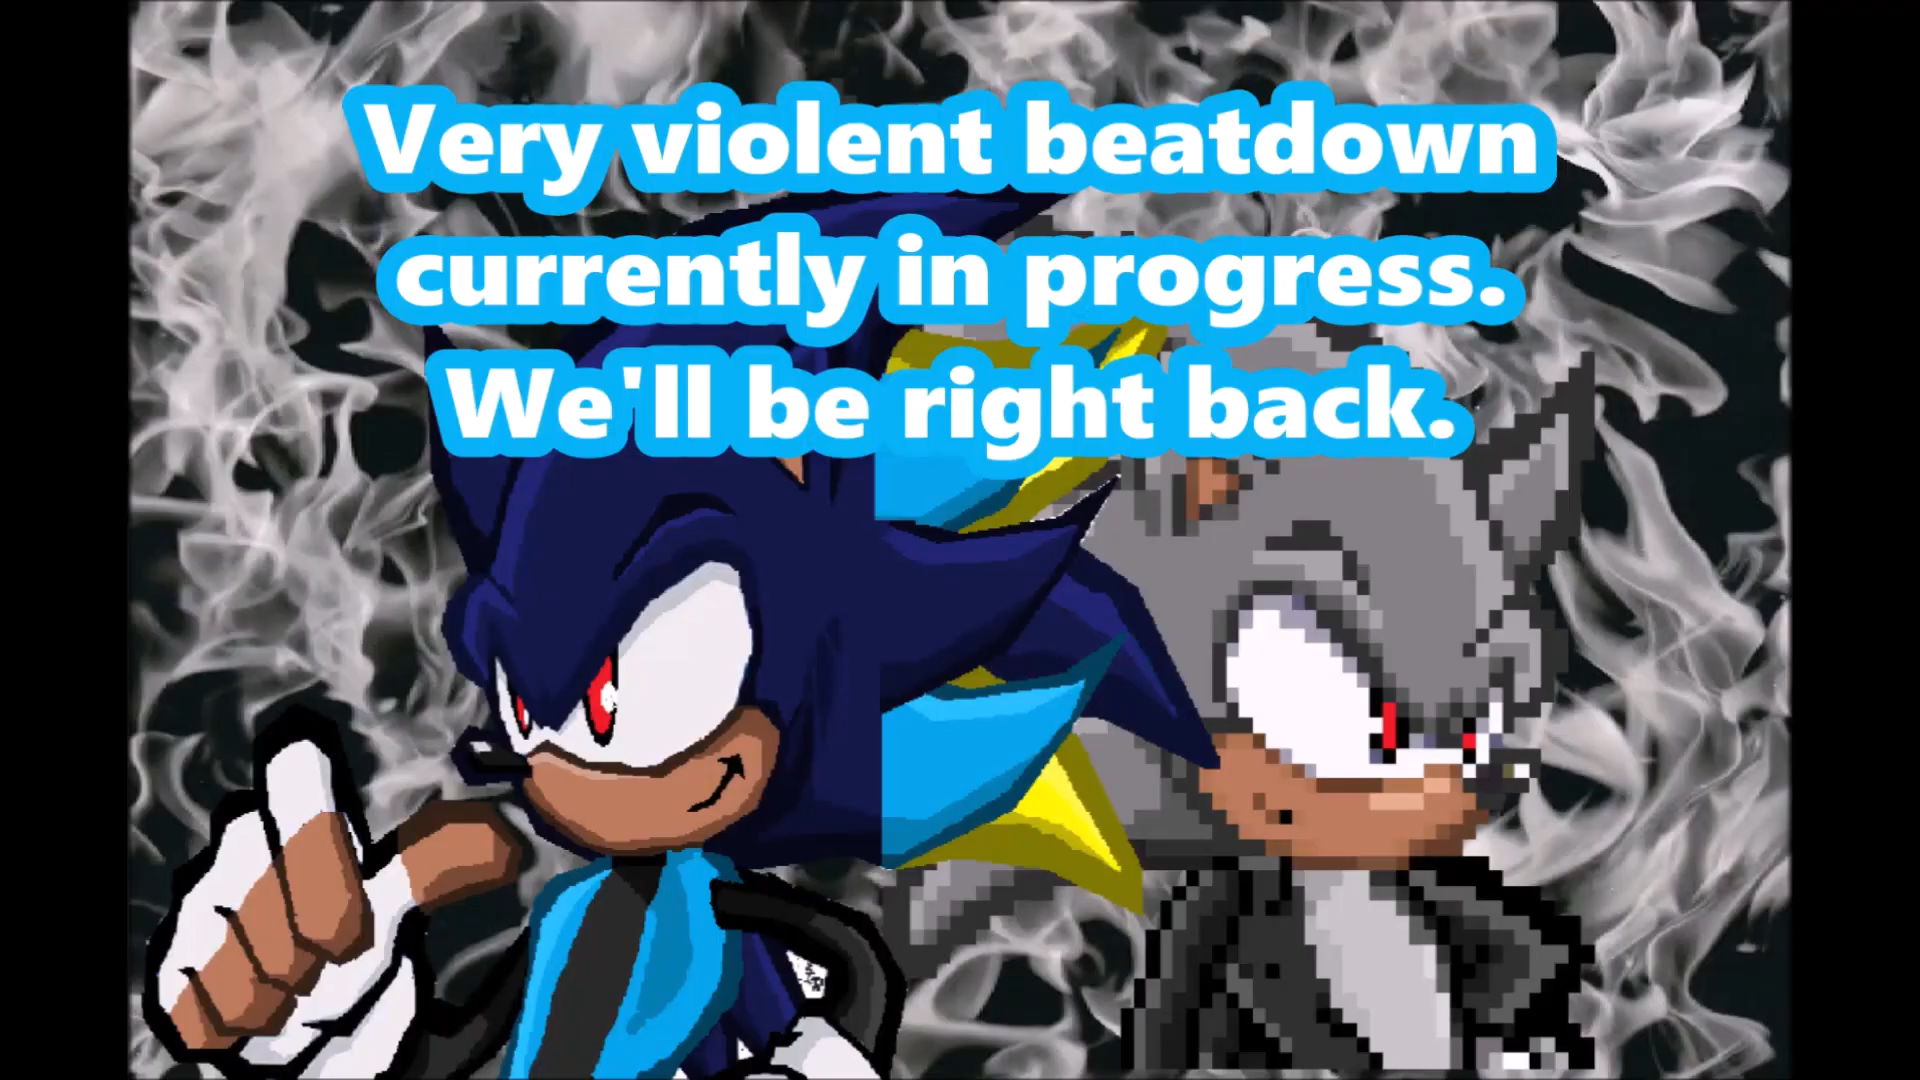 Very violent beatdown
currently in progress.
We'll be right back.